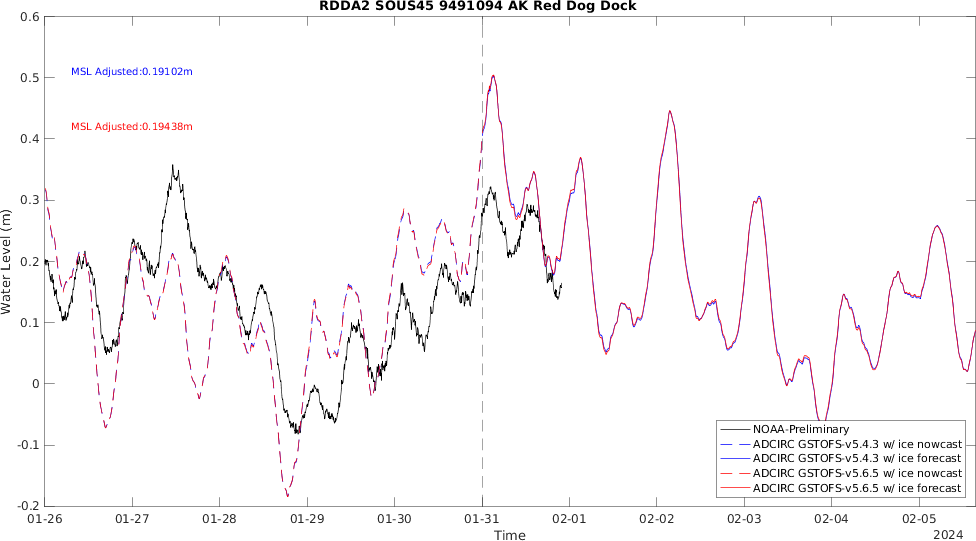 RDDA2 SOUS45 9491094 AK Red Dog Dock
0.6
0.5
0.4
0.3
0.2
0.1
0
-0.1
-0.2
Water Level (m)
MSL Adjusted:0.19102m
MSL Adjusted:0.19438m
NOAA-Preliminary
ADCIRC GSTOFS-v5.4.3 w/ ice nowcast
ADCIRC GSTOFS-v5.4.3 w/ ice forecast
ADCIRC GSTOFS-v5.6.5 w/ ice nowcast
ADCIRC GSTOFS-v5.6.5 w/ ice forecast
01-26 01-27 01-28 01-29 01-30 01-31 02-01 02-02 02-03 02-04 02-05
Time
2024